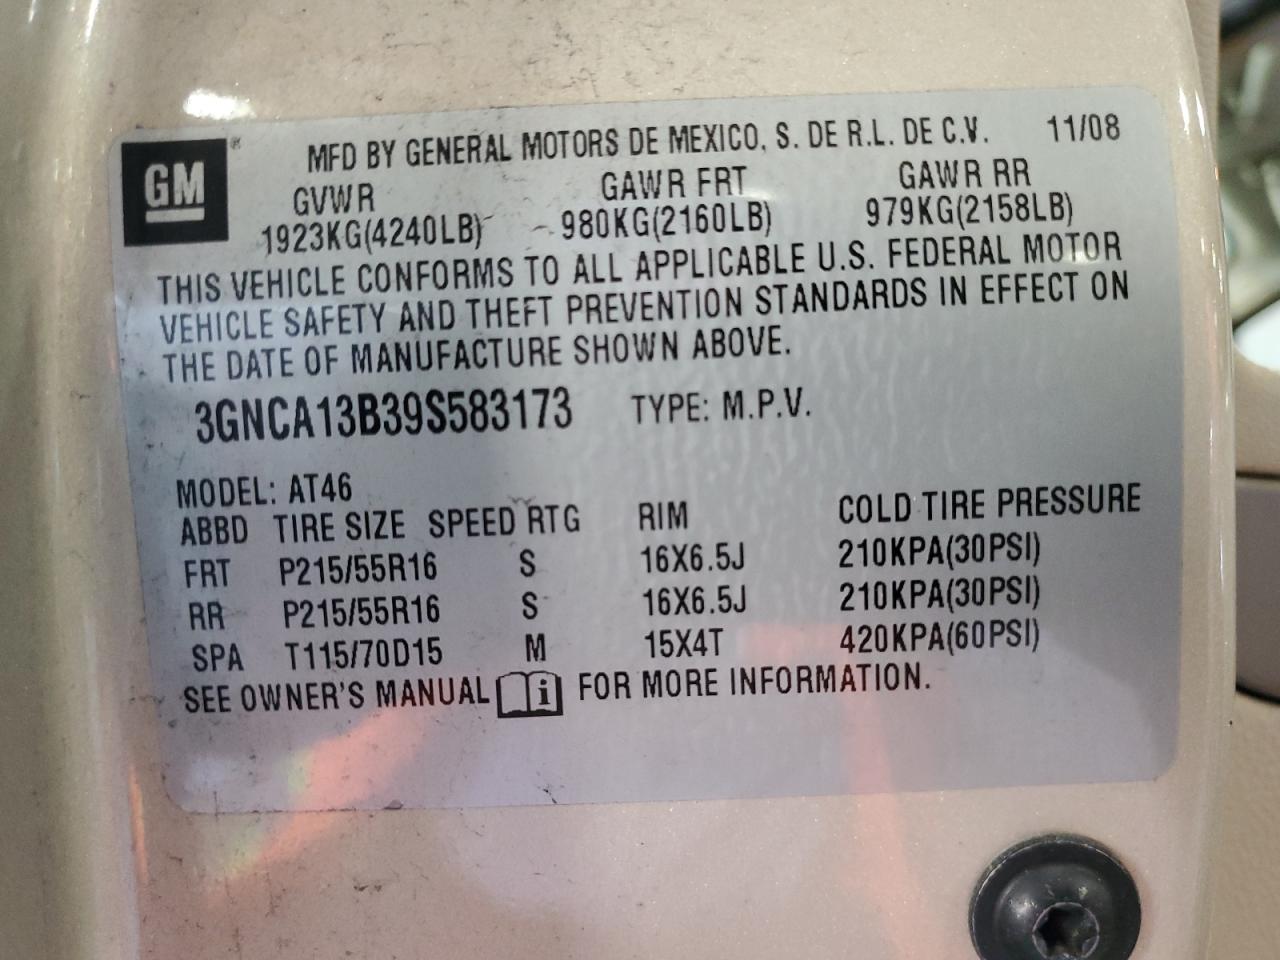 GM ® MFD BY GENERAL MOTORS DE MEXICO, S. DE R.L. DE C.V. 11/08
GVWR GAWR FRT GAWR RR
1923KG(4240LB) 980KG(2160LB) 979KG(2158LB)
THIS VEHICLE CONFORMS TO ALL APPLICABLE U.S. FEDERAL MOTOR
VEHICLE SAFETY AND THEFT PREVENTION STANDARDS IN EFFECT ON
THE DATE OF MANUFACTURE SHOWN ABOVE.
3GNCA13B39S583173 TYPE: M.P.V.
MODEL: AT46
ABBD TIRE SIZE SPEED RTG RIM COLD TIRE PRESSURE
FRT P215/55R16 S 16X6.5J 210KPA(30PSI)
RR P215/55R16 S 16X6.5J 210KPA(30PSI)
SPA T115/70D15 M 15X4T 420KPA(60PSI)
SEE OWNER'S MANUAL i FOR MORE INFORMATION.